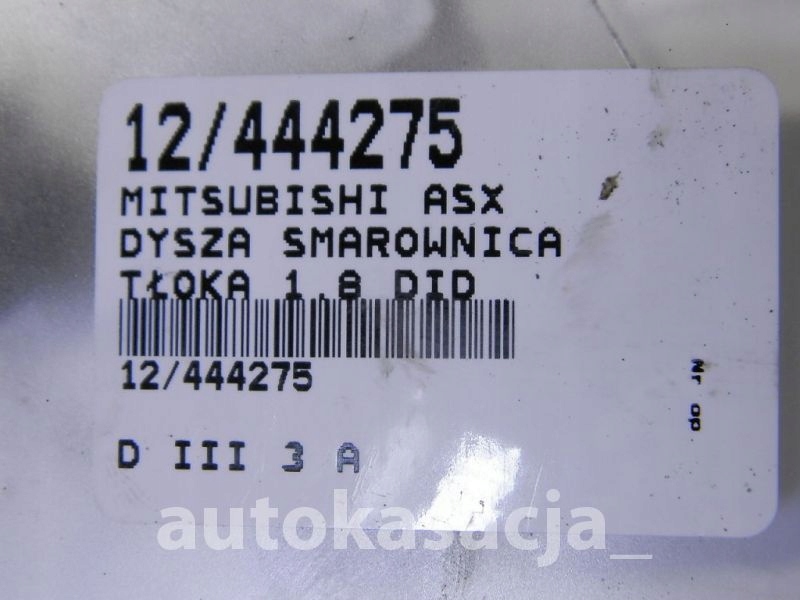 12/444275
MITSUBISHI ASX
DYSZA SMAROWNICA
TŁOKA 1.8 DID
12/444275
Nr op
D III 3 A
autokasacja_